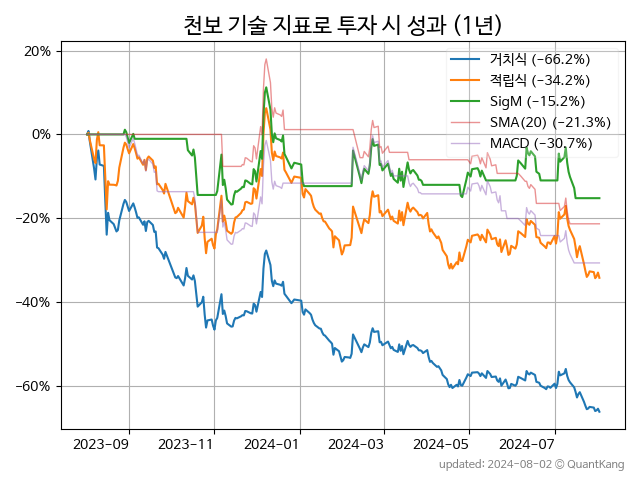 천보 기술 지표로 투자 시 성과 (1년)
20%
0%
−20%
−40%
−60%
거치식 (−66.2%)
적립식 (−34.2%)
SigM (−15.2%)
SMA(20) (−21.3%)
MACD (−30.7%)
2023-09
2023-11
2024-01
2024-03
2024-05
2024-07
updated: 2024-08-02 © QuantKang